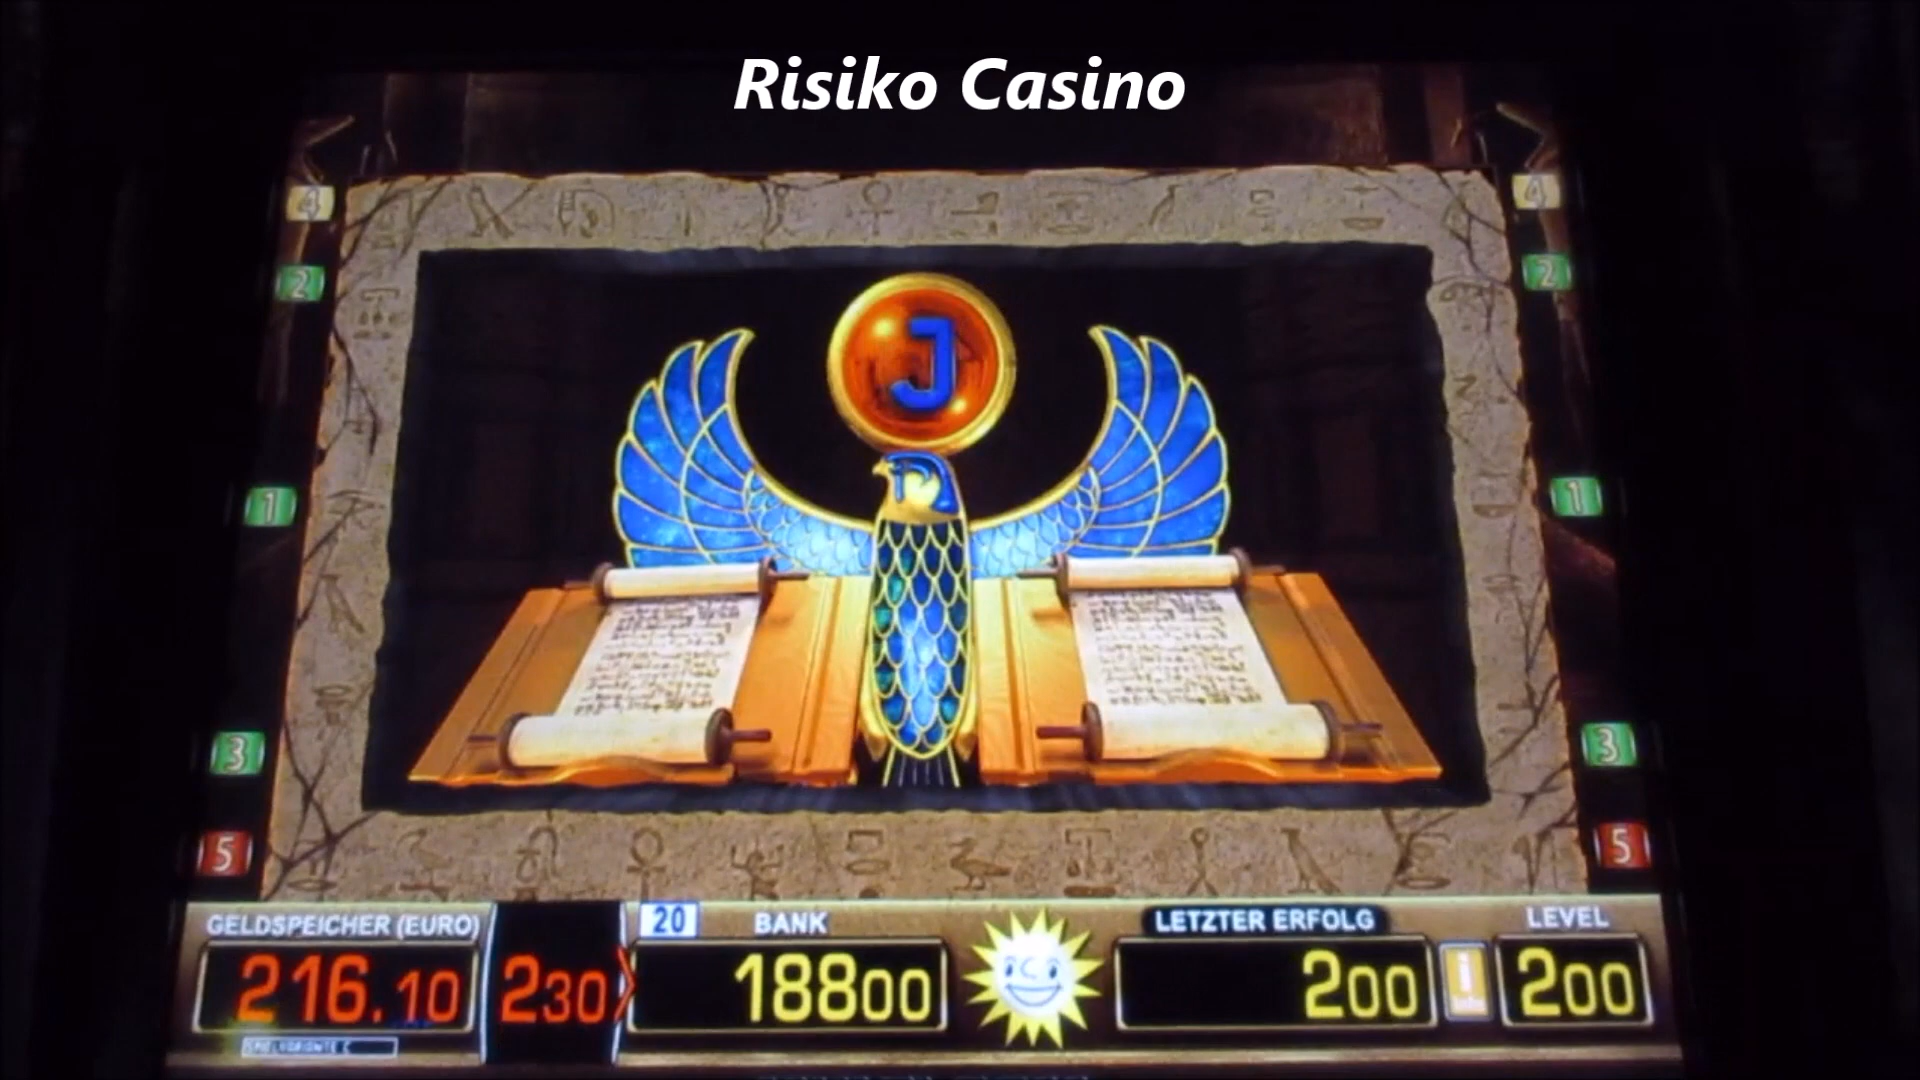 Risiko Casino
4 4
2 2
J
1 1
3 3
5 5
GELDSPEICHER (EURO) 20 BANK LETZTER ERFOLG LEVEL
216.10 230 18800 200 i 200
SPIELVARIANTE C